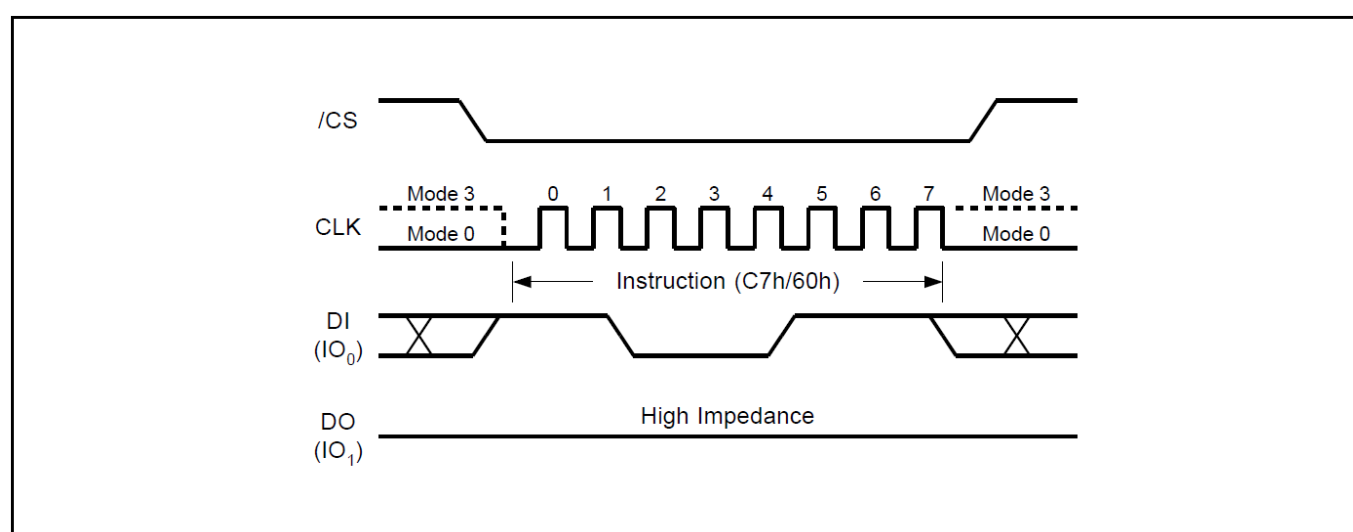 /CS
Mode 3 0 1 2 3 4 5 6 7 Mode 3
CLK
Mode 0 Mode 0
Instruction (C7h/60h)
DI
(IO0)
High Impedance
DO
(IO1)